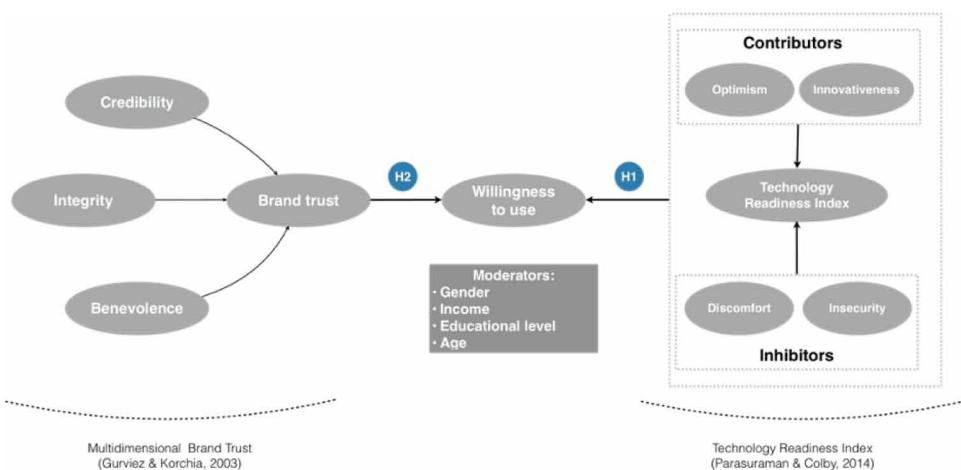 Contributors
Optimism
Innovativeness
Credibility
H2
H1
Integrity
Brand trust
Willingness
to use
Technology
Readiness Index
Moderators:
• Gender
• Income
• Educational level
• Age
Benevolence
Discomfort
Insecurity
Inhibitors
Multidimensional Brand Trust
(Gurviez & Korchia, 2003)
Technology Readiness Index
(Parasuraman & Colby, 2014)